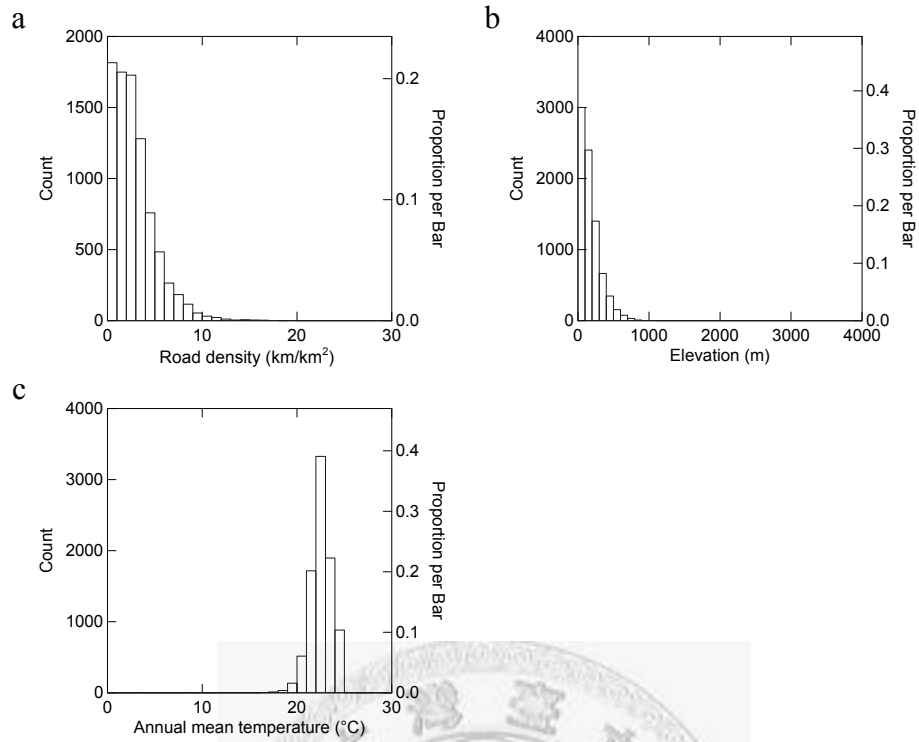 a
2000
1500
1000
500
0
Count
0.2
0.1
0.0
Proportion per Bar
0 10 20 30
Road density (km/km²)
b
4000
3000
2000
1000
0
Count
0.4
0.3
0.2
0.1
0.0
Proportion per Bar
0 1000 2000 3000 4000
Elevation (m)
c
4000
3000
2000
1000
0
Count
0.4
0.3
0.2
0.1
0.0
Proportion per Bar
0 10 20 30
Annual mean temperature (°C)